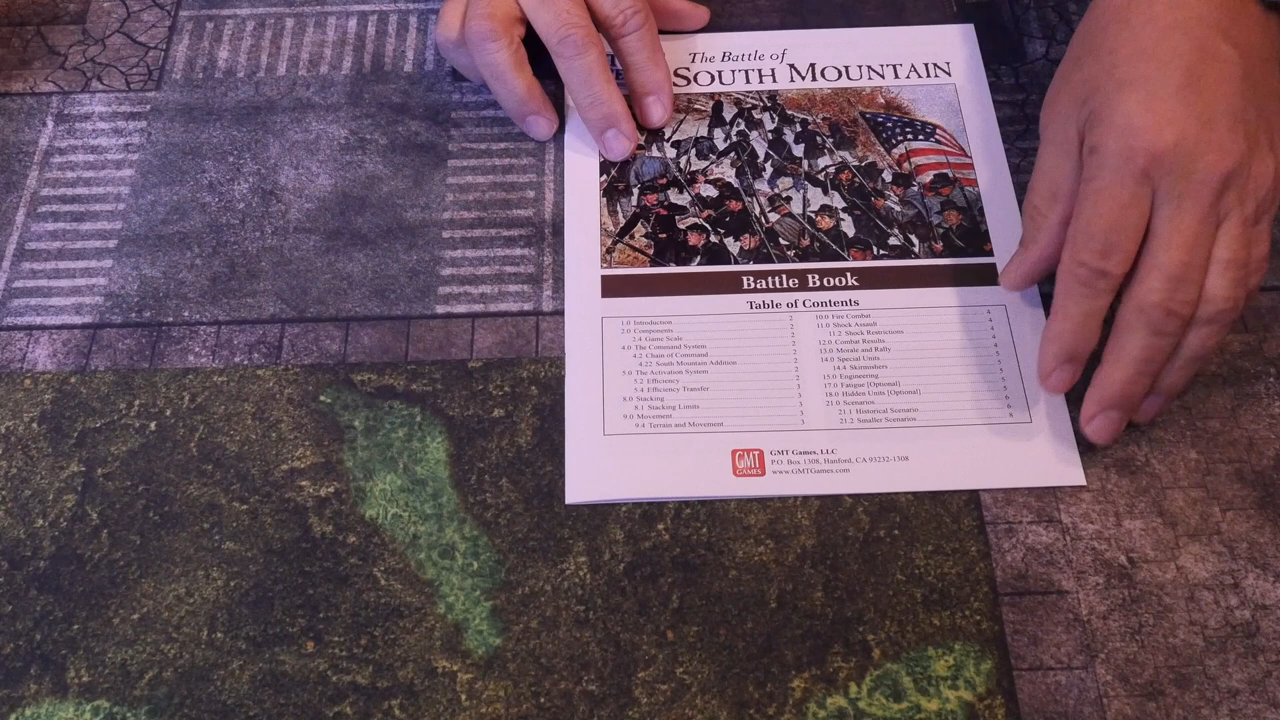 The Battle of
SOUTH MOUNTAIN
Battle Book
Table of Contents
1.0 Introduction 2
2.0 Components 2
2.4 Game Scale 2
4.0 The Command System 2
4.2 Chain of Command 2
4.22 South Mountain Addition 2
5.0 The Activation System 2
5.2 Efficiency 2
5.4 Efficiency Transfer 3
8.0 Stacking 3
8.1 Stacking Limits 3
9.0 Movement 3
9.4 Terrain and Movement 3
10.0 Fire Combat 4
11.0 Shock Assault 4
11.2 Shock Restrictions 4
12.0 Combat Results 4
13.0 Morale and Rally 4
14.0 Special Units 5
14.4 Skirmishers 5
15.0 Engineering 5
17.0 Fatigue [Optional] 5
18.0 Hidden Units [Optional] 5
21.0 Scenarios 6
21.1 Historical Scenario 6
21.2 Smaller Scenarios 8
GMT
GAMES
GMT Games, LLC
P.O. Box 1308, Hanford, CA 93232-1308
www.GMTGames.com